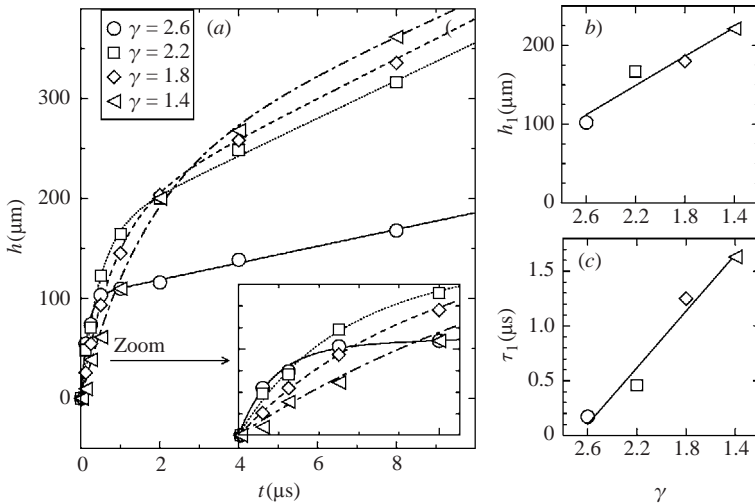 (a)
γ = 2.6
γ = 2.2
γ = 1.8
γ = 1.4
300
200
100
0
h (μm)
Zoom
0 2 4 6 8
t (μs)
b)
200
100
0
h₁ (μm)
2.6 2.2 1.8 1.4
(c)
1.5
1.0
0.5
0
τ₁ (μs)
2.6 2.2 1.8 1.4
γ